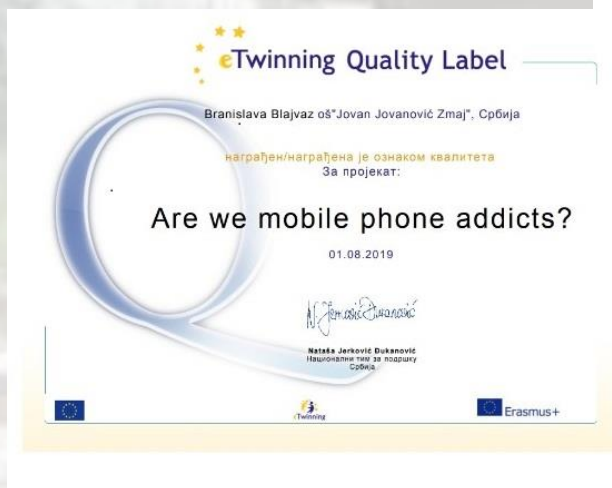 eTwinning Quality Label
Branislava Blajvaz oš"Jovan Jovanović Zmaj", Србија
награђен/награђена је ознаком квалитета
За пројекат:
Are we mobile phone addicts?
01.08.2019
Nataša Jerković Đukanović
Национални тим за подршку
Србија
eTwinning
Erasmus+